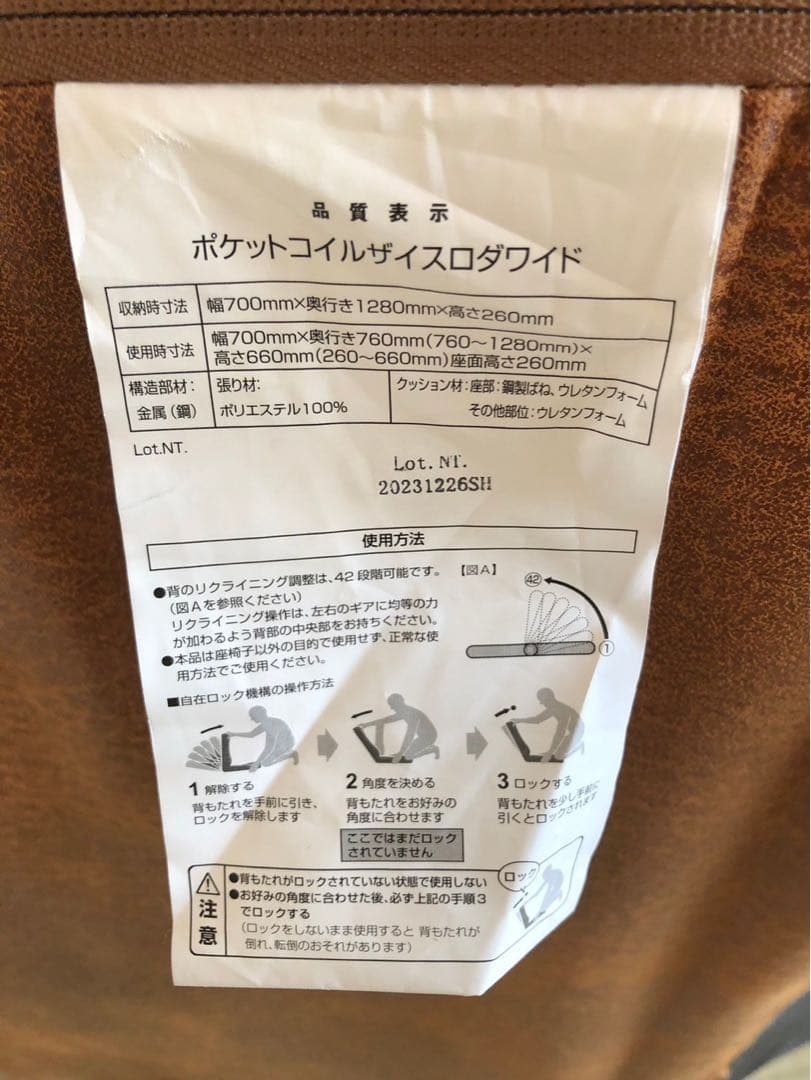 品質表示
ポケットコイルザイスロダワイド
収納時寸法 幅700mm×奥行き1280mm×高さ260mm
使用時寸法 幅700mm×奥行き760mm(760〜1280mm)×
高さ660mm(260〜660mm)座面高さ260mm
構造部材:
金属(鋼)
張り材:
ポリエステル100%
クッション材:座部:鋼製ばね、ウレタンフォーム
その他部位:ウレタンフォーム
Lot.NT.
Lot.NT.
20231226SH
使用方法
●背のリクライニング調整は、42段階可能です。
(図Aを参照ください)
リクライニング操作は、左右のギアに均等の力
が加わるよう背部の中央部をお持ちください。
●本品は座椅子以外の目的で使用せず、正常な使
用方法でご使用ください。
【図A】
㊷
①
■自在ロック機構の操作方法
1 解除する
背もたれを手前に引き、
ロックを解除します
2 角度を決める
背もたれをお好みの
角度に合わせます
ここではまだロック
されていません
3 ロックする
背もたれを少し手前に
引くとロックされます
注意
●背もたれがロックされていない状態で使用しない
●お好みの角度に合わせた後、必ず上記の手順3
でロックする
(ロックをしないまま使用すると 背もたれが
倒れ、転倒のおそれがあります)
ロック